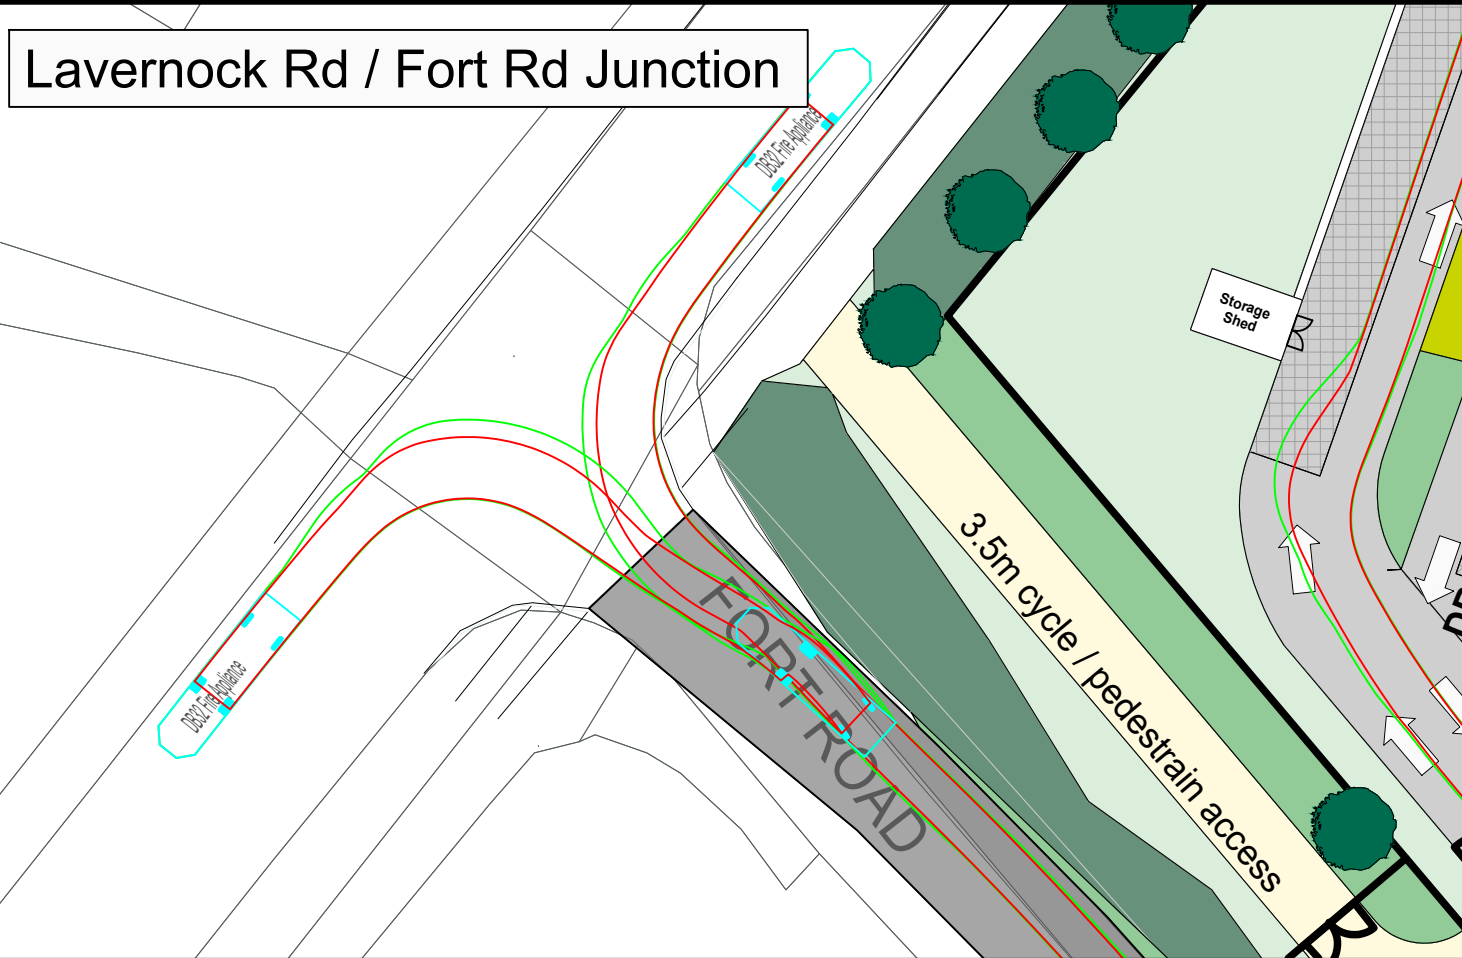 Lavernock Rd / Fort Rd Junction
DB32 Fire Appliance
Storage
Shed
3.5m cycle / pedestrain access
FORT ROAD
DB32 Fire Appliance